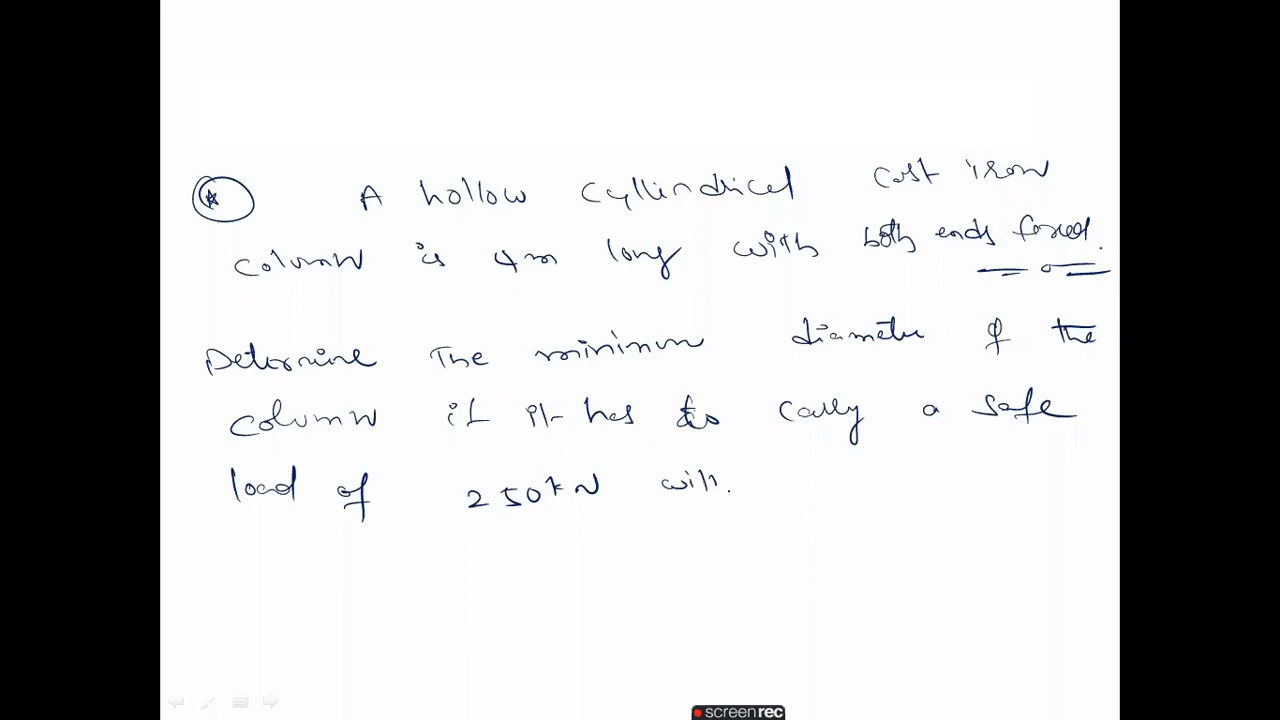 A hollow cyllindrical cast iron
column is 4m long with both ends fixed.
Determine the minimum diameter of the
column if it has to carry a safe
load of 250kN with.
screenrec